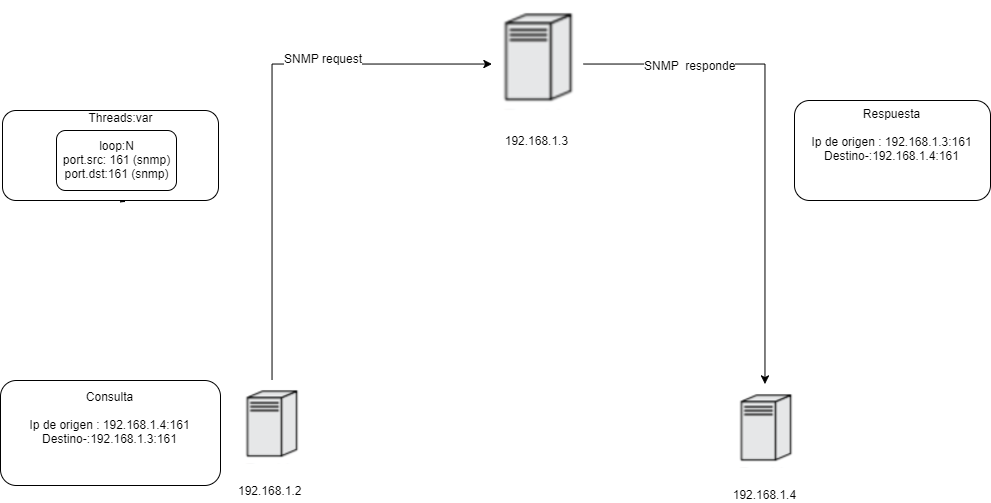 SNMP request
SNMP  responde
192.168.1.3
Threads:var
loop:N
port.src: 161 (snmp)
port.dst:161 (snmp)
Respuesta
Ip de origen : 192.168.1.3:161
Destino-:192.168.1.4:161
Consulta
Ip de origen : 192.168.1.4:161
Destino-:192.168.1.3:161
192.168.1.2
192.168.1.4